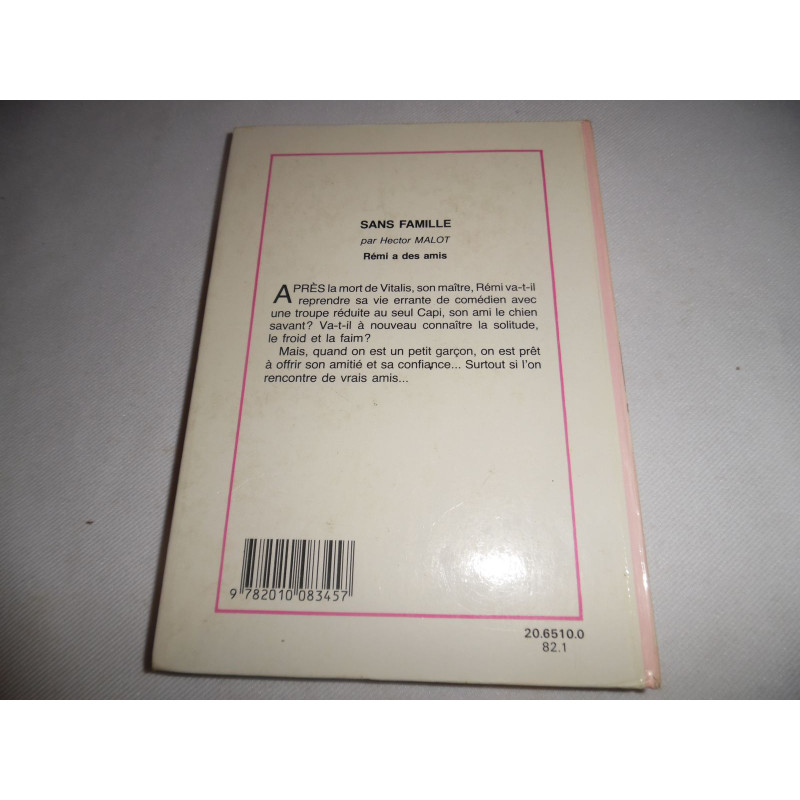 SANS FAMILLE
par Hector MALOT
Rémi a des amis
APRÈS la mort de Vitalis, son maître, Rémi va-t-il
reprendre sa vie errante de comédien avec
une troupe réduite au seul Capi, son ami le chien
savant? Va-t-il à nouveau connaître la solitude,
le froid et la faim?
Mais, quand on est un petit garçon, on est prêt
à offrir son amitié et sa confiance... Surtout si l'on
rencontre de vrais amis...
9 782010 083457
20.6510.0
82.1